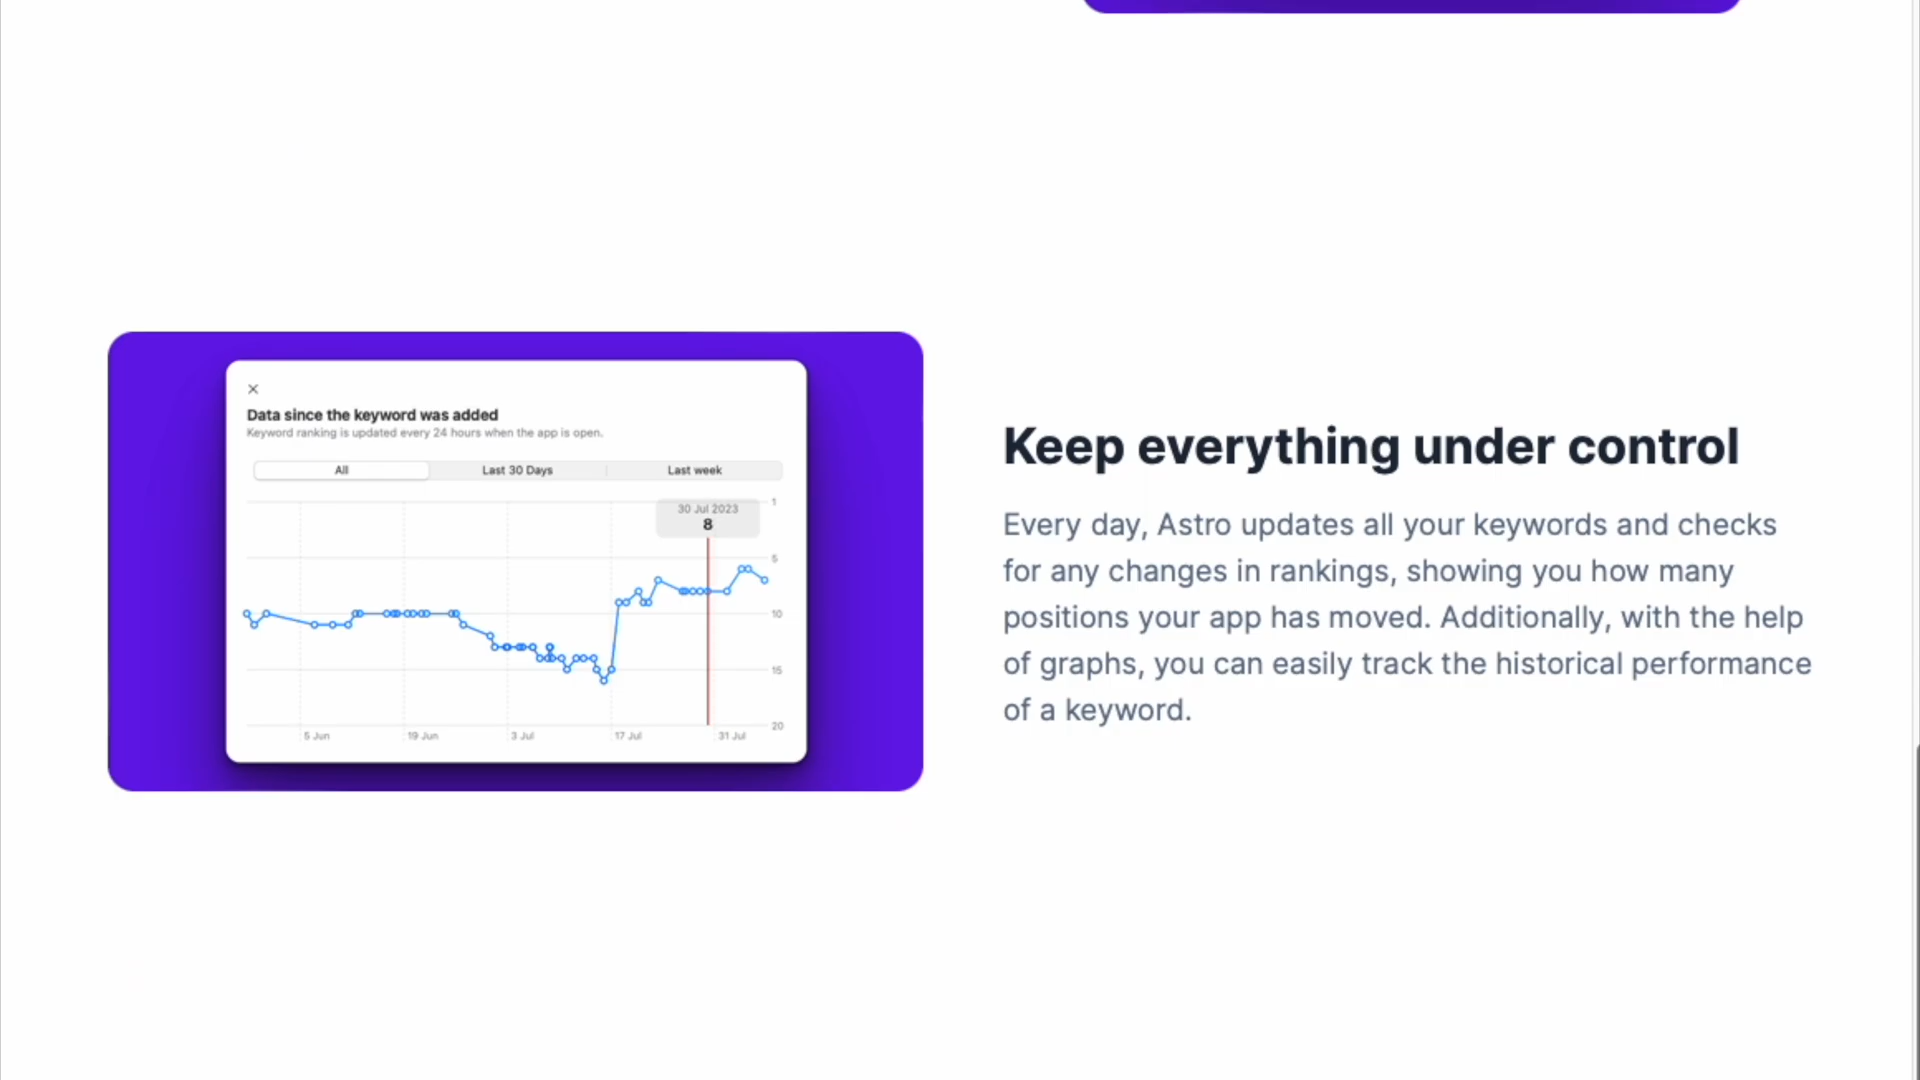 Data since the keyword was added
Keyword ranking is updated every 24 hours when the app is open.
All
Last 30 Days
Last week
30 Jul 2023
8
1
5
10
15
20
5 Jun
19 Jun
3 Jul
17 Jul
31 Jul
Keep everything under control
Every day, Astro updates all your keywords and checks
for any changes in rankings, showing you how many
positions your app has moved. Additionally, with the help
of graphs, you can easily track the historical performance
of a keyword.